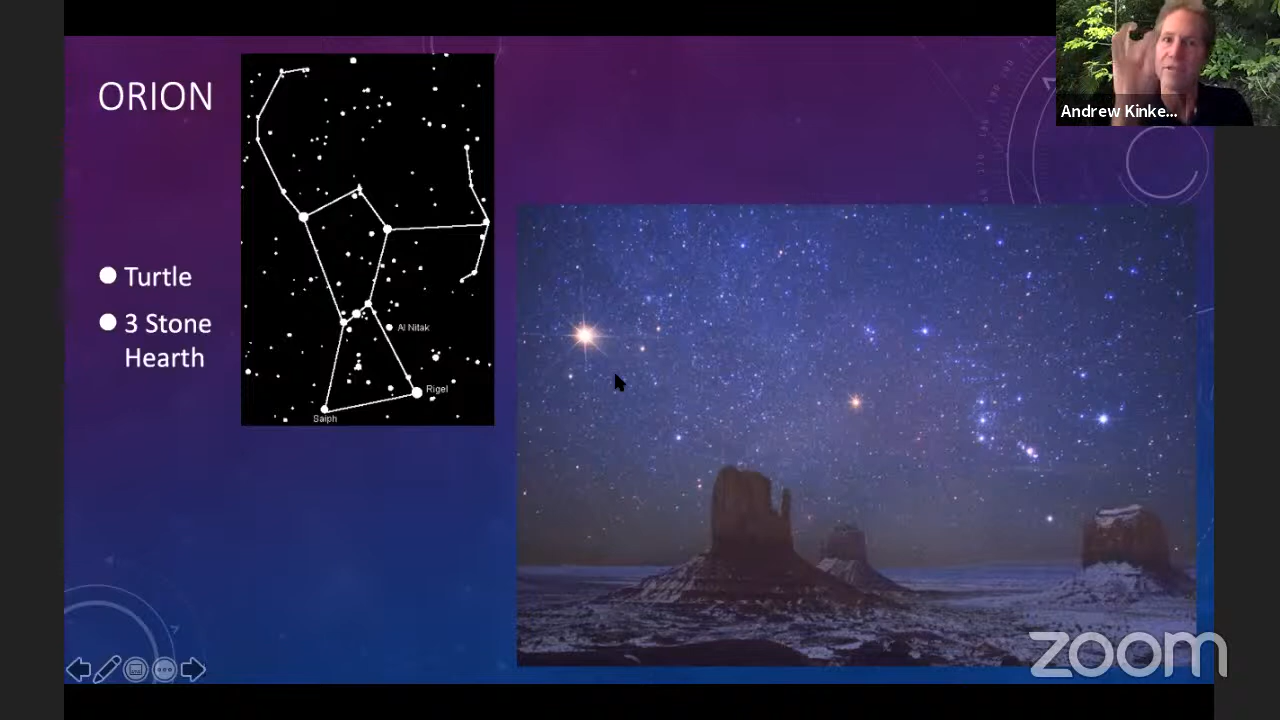 ORION
Turtle
3 Stone
Hearth
Al Nitak
Rigel
Saiph
Andrew Kinke...
zoom